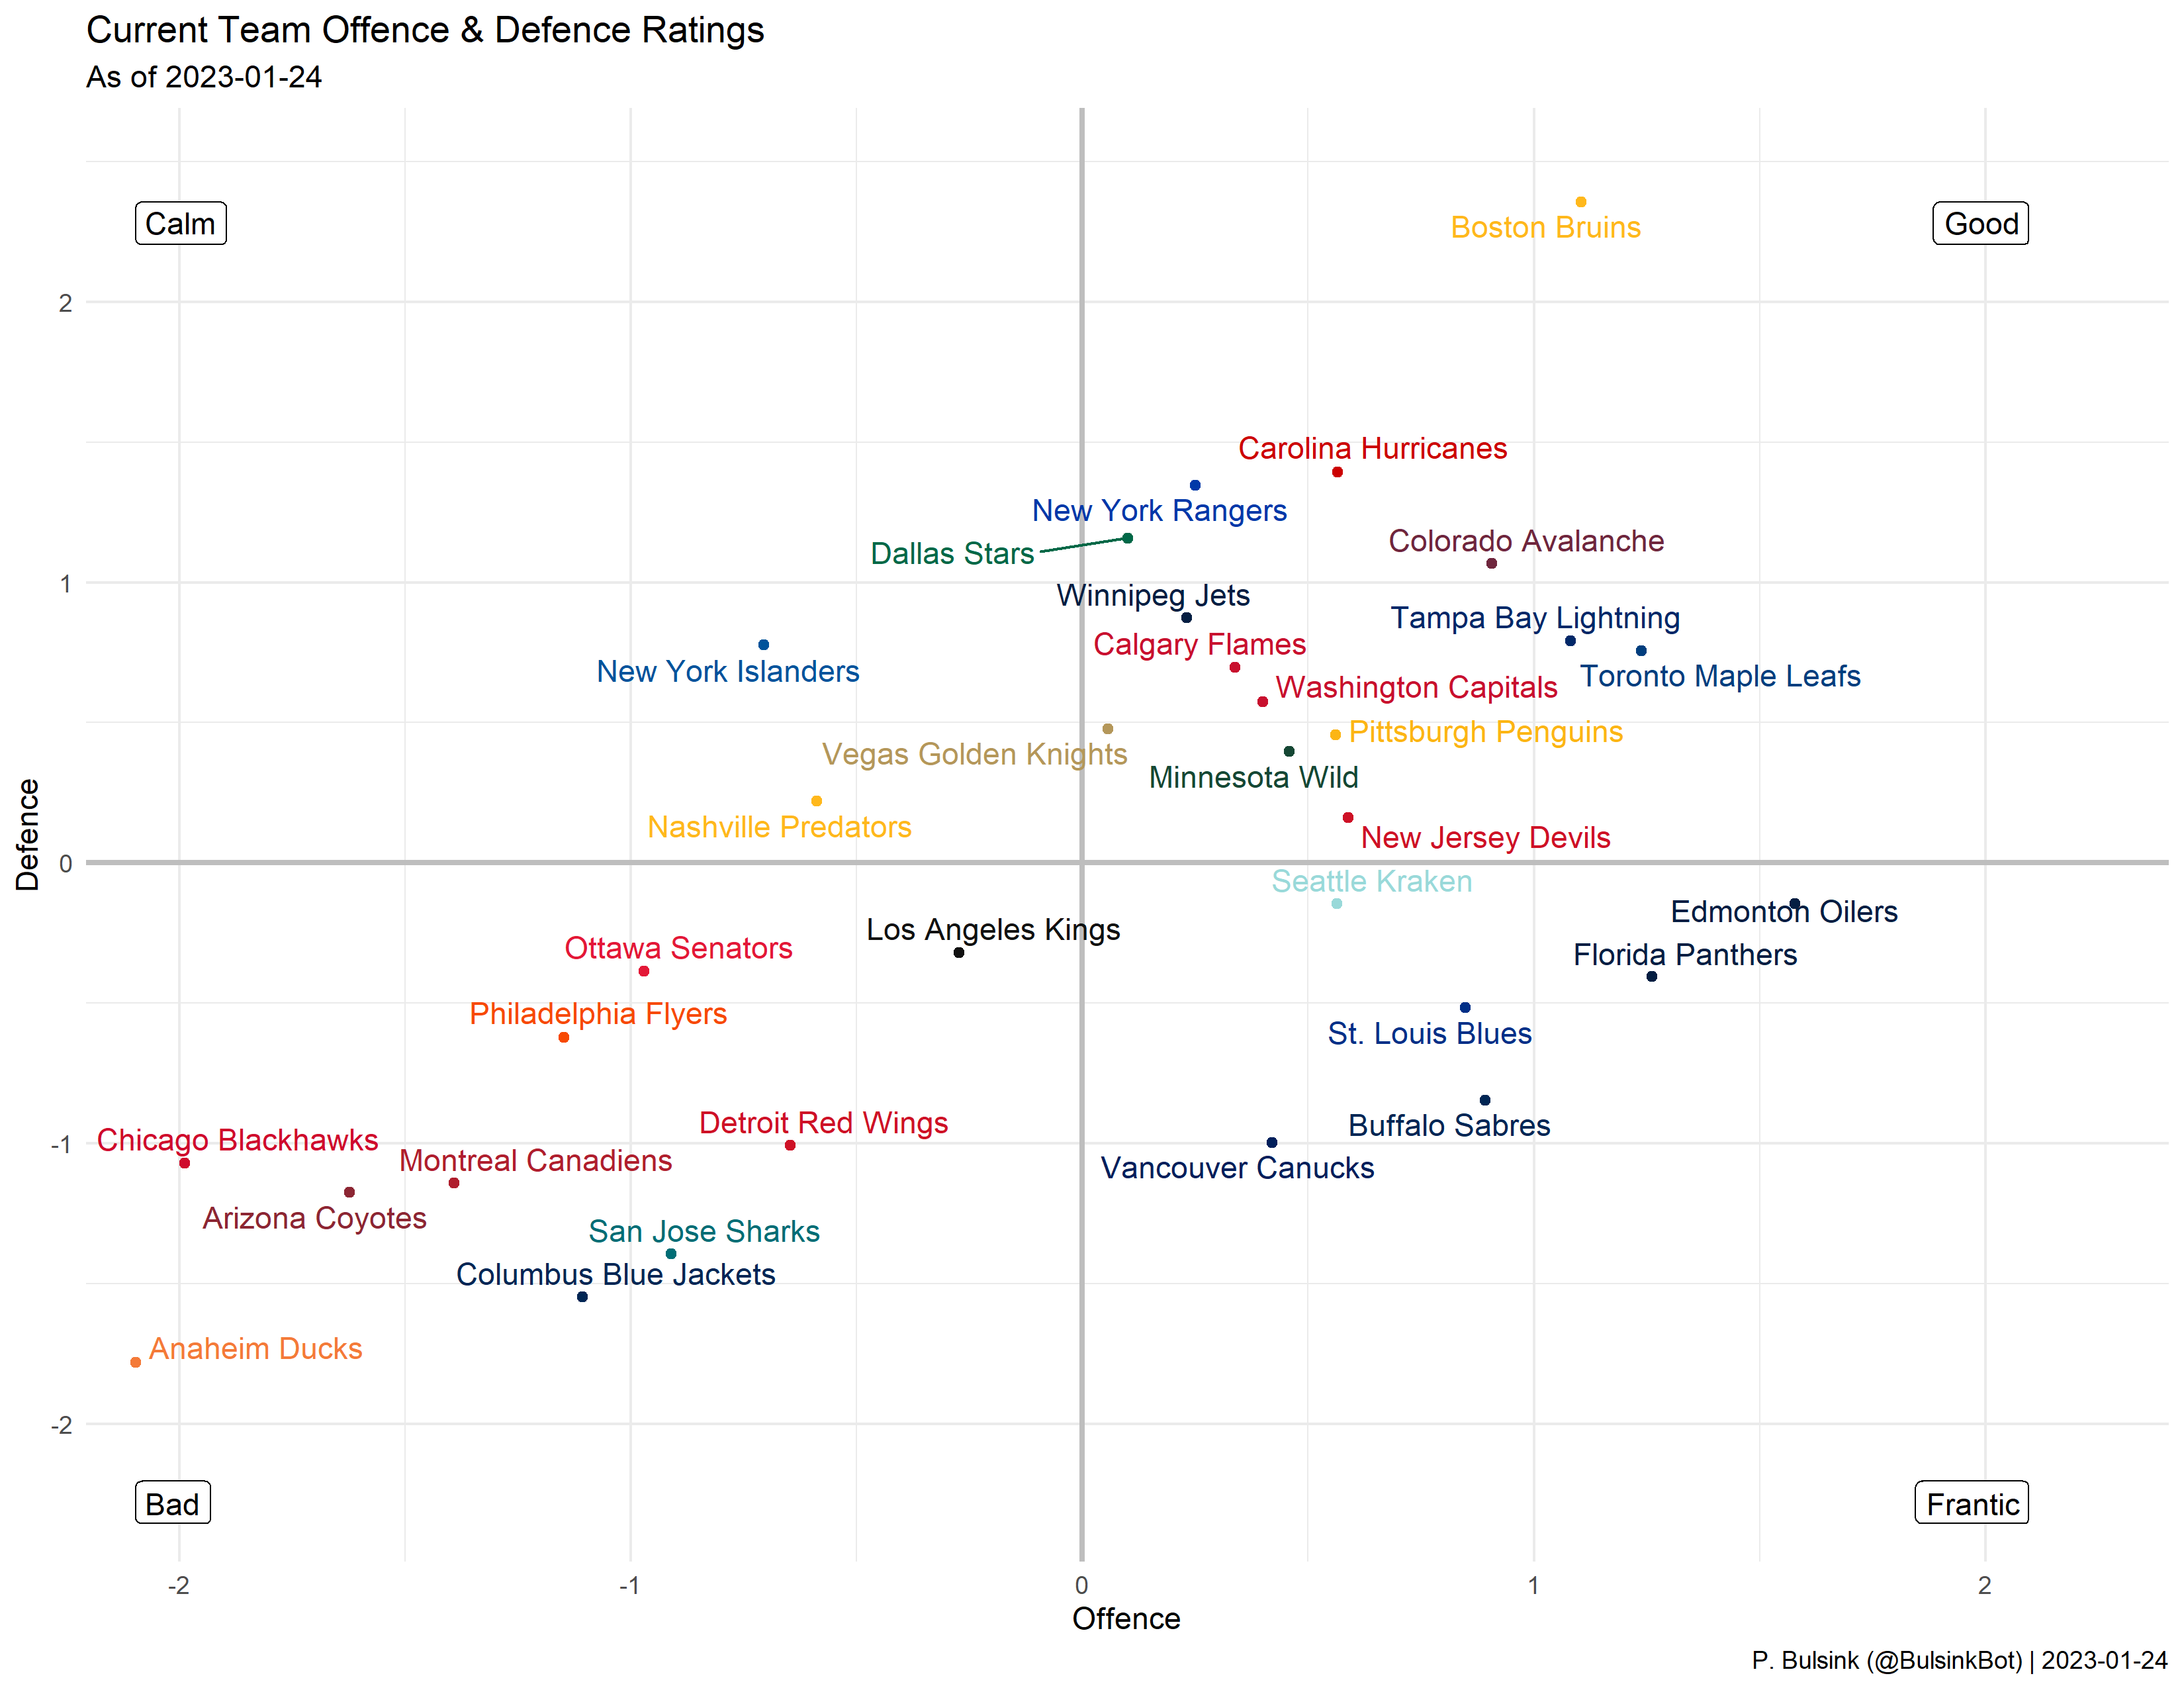 Current Team Offence & Defence Ratings
As of 2023-01-24
Calm
Good
Boston Bruins
2
Carolina Hurricanes
New York Rangers
Dallas Stars
Colorado Avalanche
1
Winnipeg Jets
Tampa Bay Lightning
Calgary Flames
New York Islanders
Toronto Maple Leafs
Washington Capitals
Pittsburgh Penguins
Vegas Golden Knights
Minnesota Wild
Nashville Predators
New Jersey Devils
Defence
0
Seattle Kraken
Edmonton Oilers
Los Angeles Kings
Ottawa Senators
Florida Panthers
Philadelphia Flyers
St. Louis Blues
Detroit Red Wings
Buffalo Sabres
-1
Chicago Blackhawks
Montreal Canadiens
Vancouver Canucks
Arizona Coyotes
San Jose Sharks
Columbus Blue Jackets
Anaheim Ducks
-2
Bad
Frantic
-2
-1
0
1
2
Offence
P. Bulsink (@BulsinkBot) | 2023-01-24